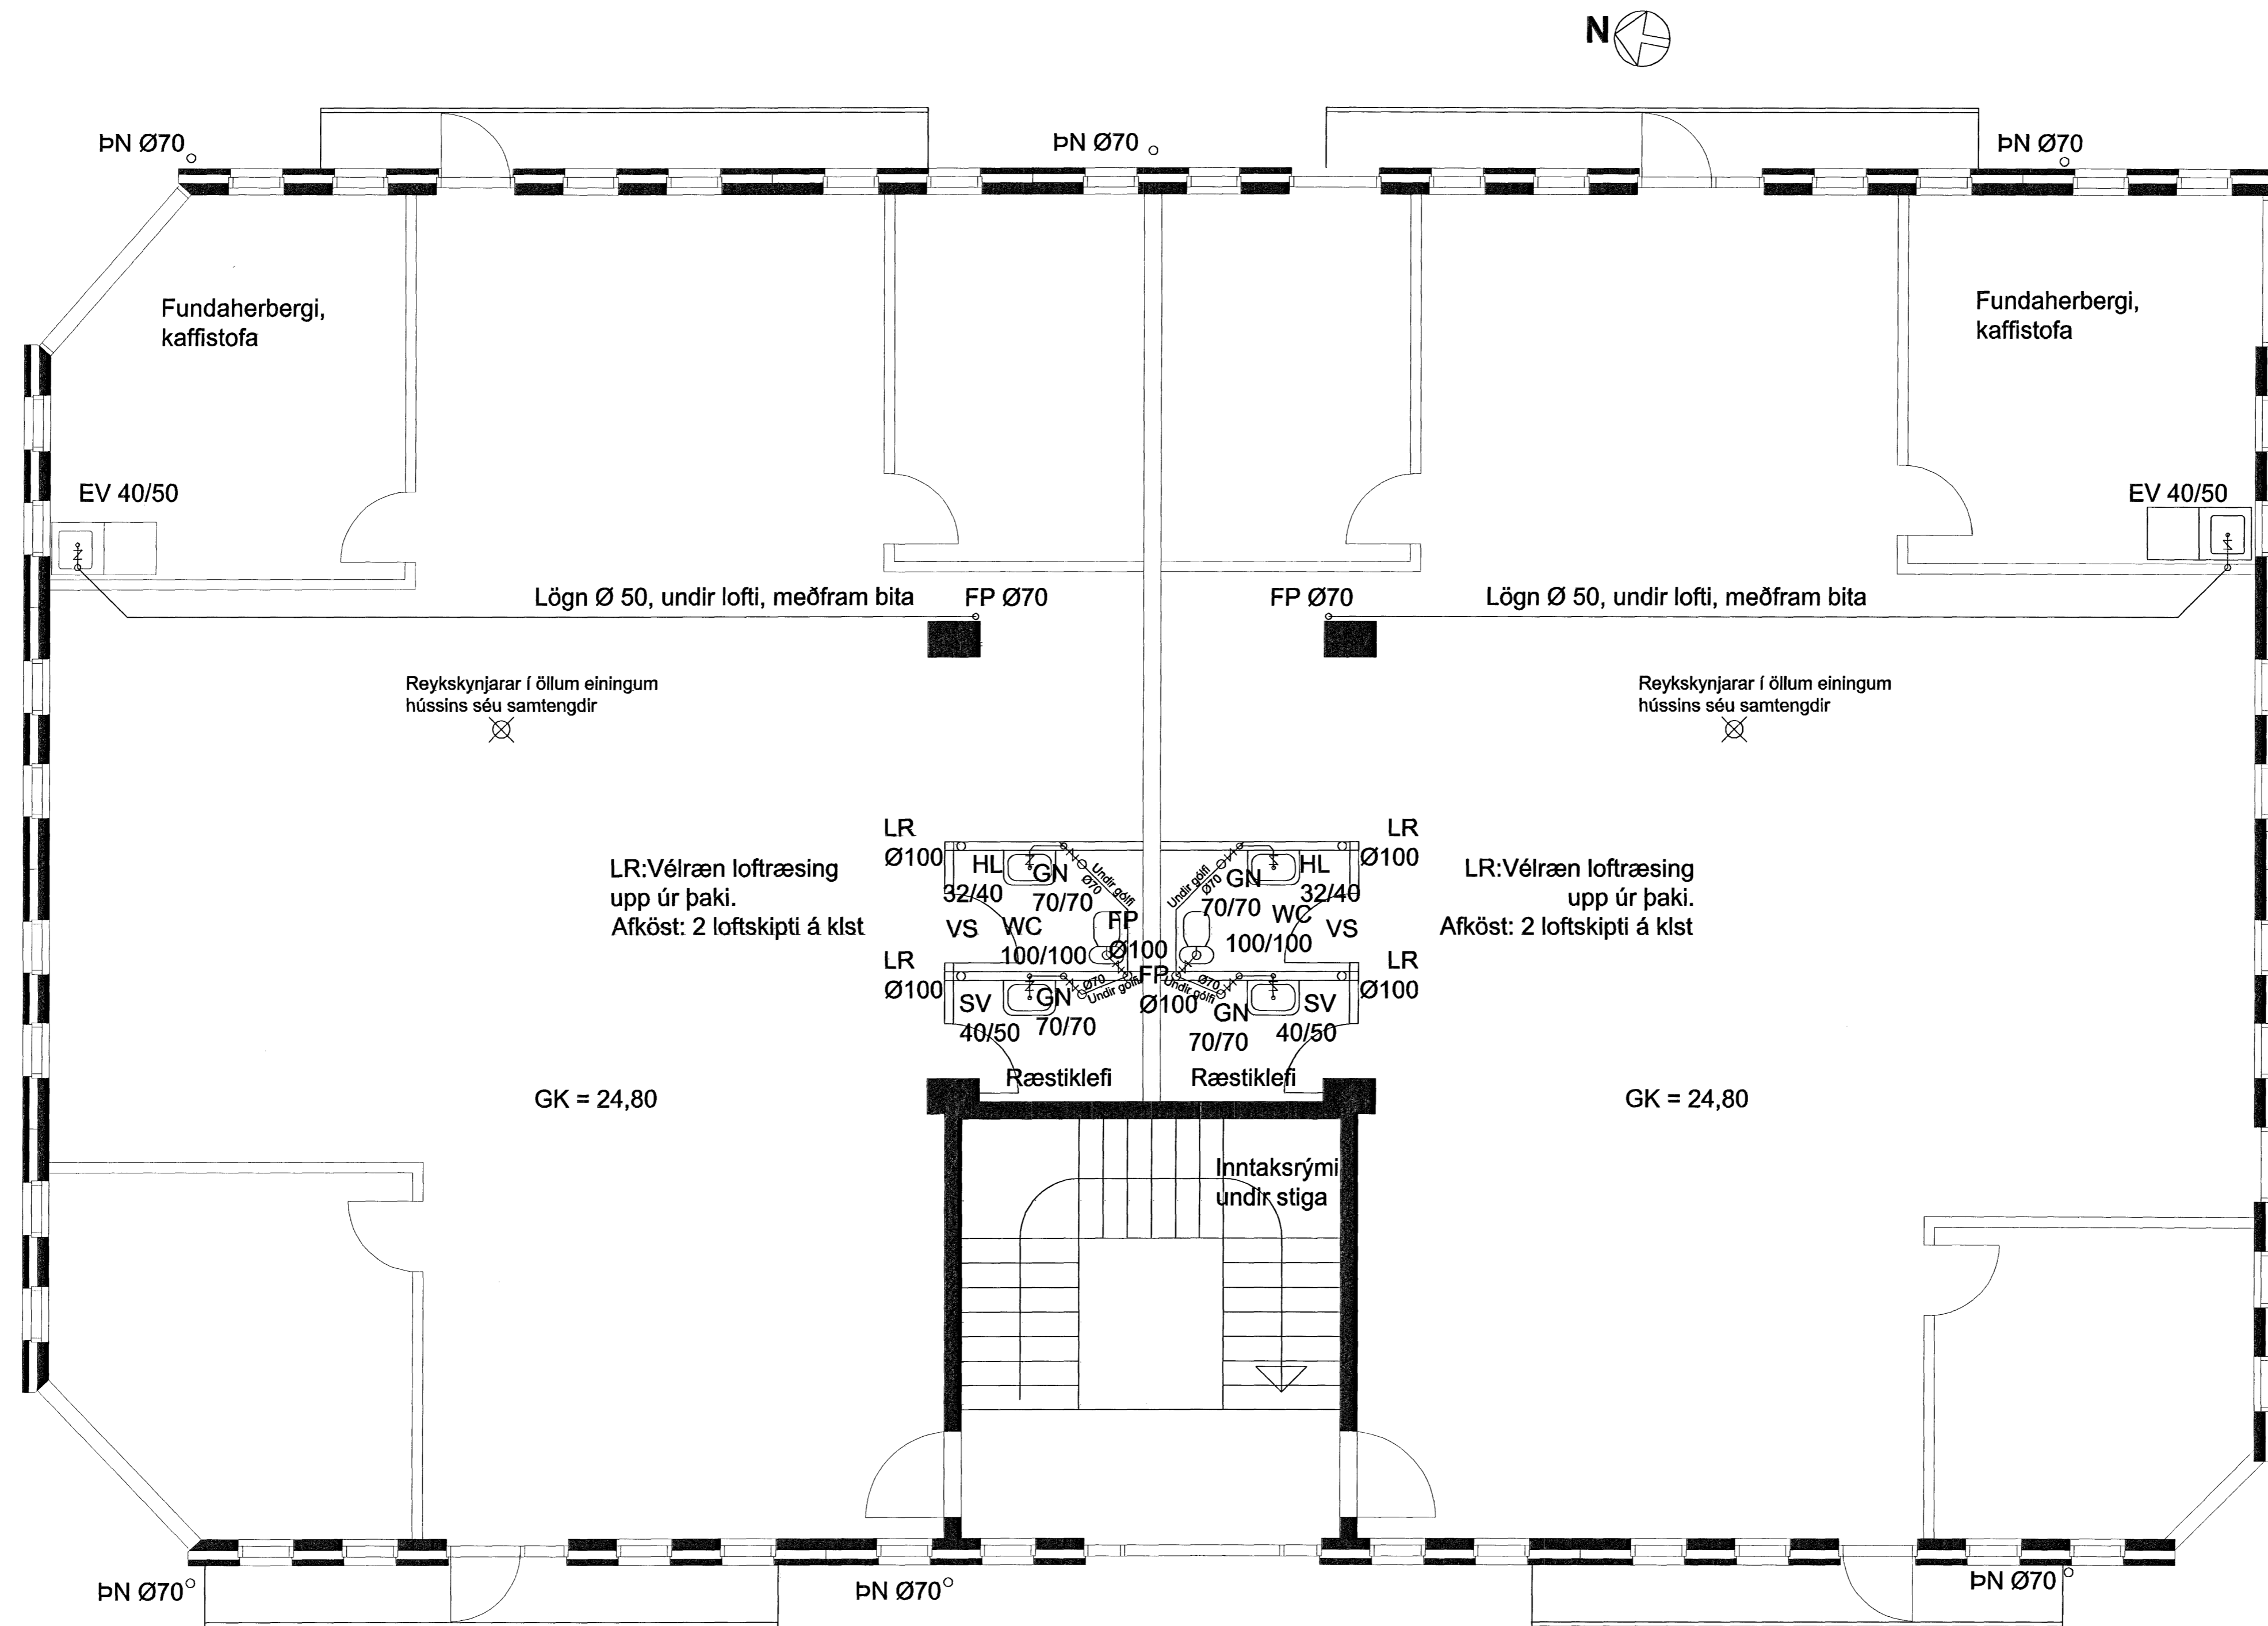 N
ÞN Ø70
ÞN Ø70
ÞN Ø70
Fundaherbergi,
kaffistofa
Fundaherbergi,
kaffistofa
EV 40/50
EV 40/50
Lögn Ø 50, undir lofti, meðfram bita
FP Ø70
FP Ø70
Lögn Ø 50, undir lofti, meðfram bita
Reykskynjarar í öllum einingum
hússins séu samtengdir
Reykskynjarar í öllum einingum
hússins séu samtengdir
LR:Vélræn loftræsing
upp úr þaki.
Afköst: 2 loftskipti á klst
LR
Ø100
HL
32/40
GN
70/70
Undir gólfi
Ø70
VS
WC
100/100
FP
Ø100
LR
Ø100
SV
40/50
GN
70/70
Ø70
Undir gólfi
Ræstiklefi
FP
Ø100
Undir gólfi
Ø70
GN
70/70
HL
32/40
LR
Ø100
WC
100/100
VS
Ø70
Undir gólfi
GN
70/70
SV
40/50
LR
Ø100
Ræstiklefi
LR:Vélræn loftræsing
upp úr þaki.
Afköst: 2 loftskipti á klst
GK = 24,80
GK = 24,80
Inntaksrými
undir stiga
ÞN Ø70
ÞN Ø70
ÞN Ø70